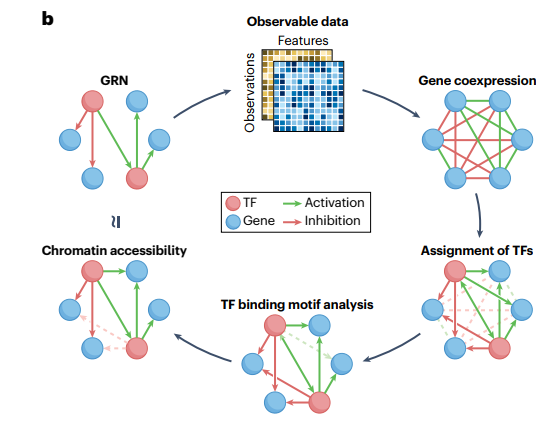 b
Observable data
Features
Observations
GRN
Gene coexpression
TF
Activation
Gene
Inhibition
≈
Chromatin accessibility
Assignment of TFs
TF binding motif analysis